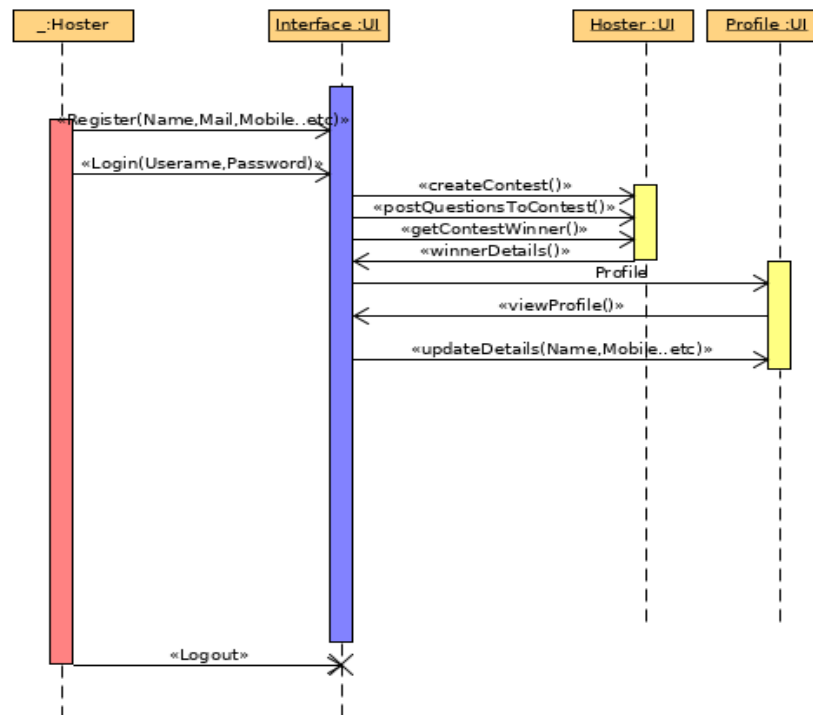 _:Hoster
Interface :UI
Hoster :UI
Profile :UI
«Register(Name,Mail,Mobile..etc)»
«Login(Userame,Password)»
«createContest()»
«postQuestionsToContest()»
«getContestWinner()»
«winnerDetails()»
Profile
«viewProfile()»
«updateDetails(Name,Mobile..etc)»
«Logout»